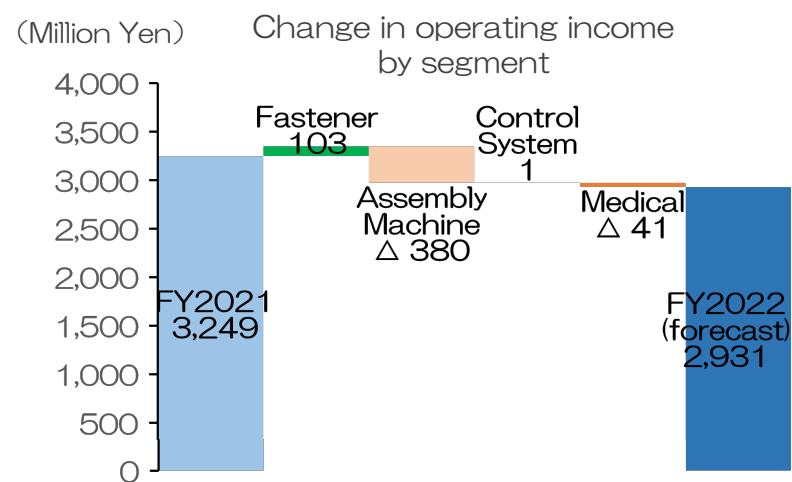 （Million Yen）
Change in operating income
by segment
4,000
3,500
3,000
2,500
2,000
1,500
1,000
500
0
FY2021
3,249
Fastener
103
Assembly
Machine
△ 380
Control
System
1
Medical
△ 41
FY2022
(forecast)
2,931